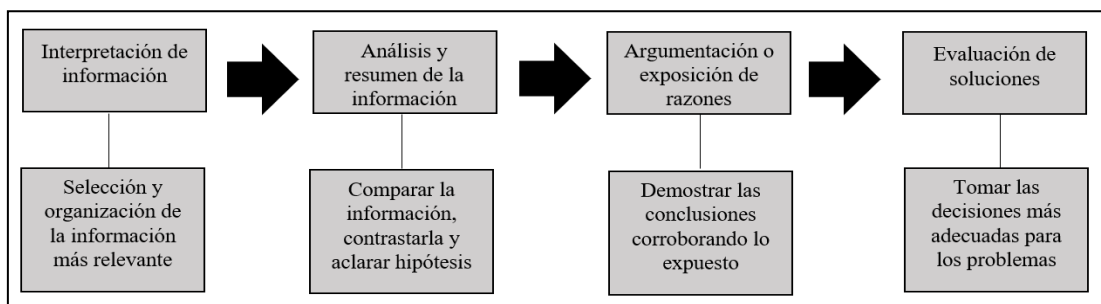 Interpretación de
información
Análisis y
resumen de la
información
Argumentación o
exposición de
razones
Evaluación de
soluciones
Selección y
organización de
la información
más relevante
Comparar la
información,
contrastarla y
aclarar hipótesis
Demostrar las
conclusiones
corroborando lo
expuesto
Tomar las
decisiones más
adecuadas para
los problemas